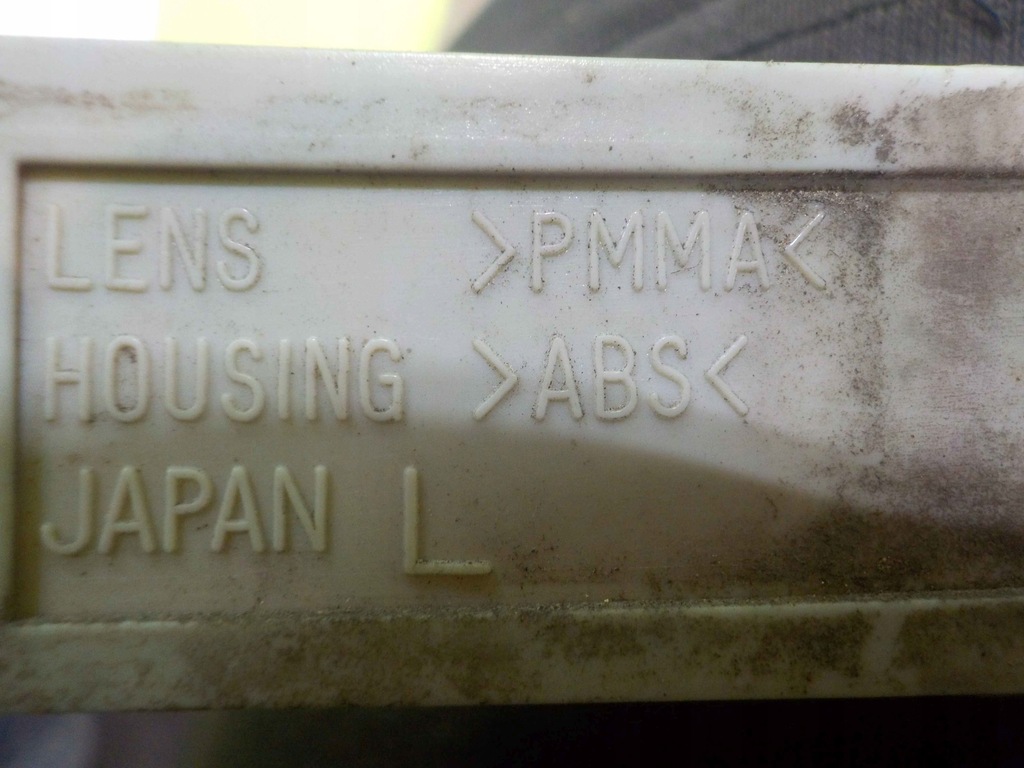 LENS >PMMA<
HOUSING >ABS<
JAPAN L